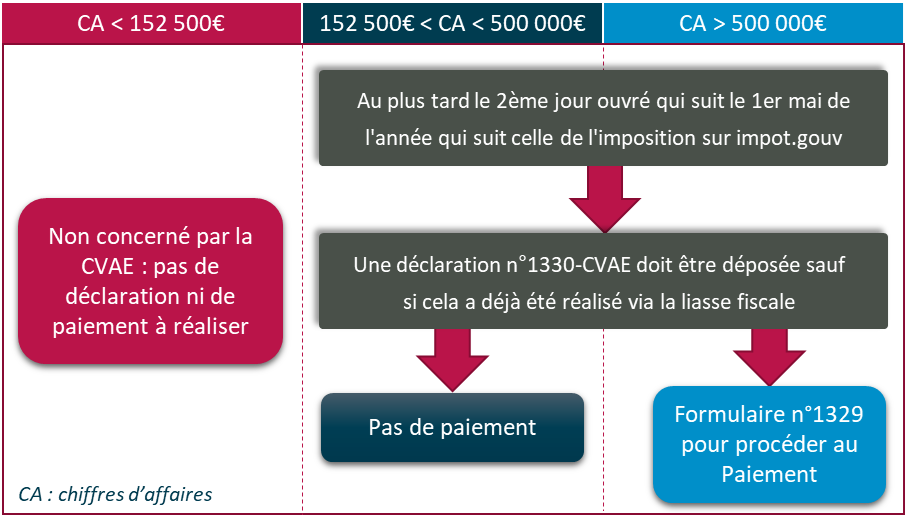 CA < 152 500€
152 500€ < CA < 500 000€
CA > 500 000€
Au plus tard le 2ème jour ouvré qui suit le 1er mai de
l'année qui suit celle de l'imposition sur impot.gouv
Non concerné par la
CVAE : pas de
déclaration ni de
paiement à réaliser
Une déclaration n°1330-CVAE doit être déposée sauf
si cela a déjà été réalisé via la liasse fiscale
Pas de paiement
Formulaire n°1329
pour procéder au
Paiement
CA : chiffres d’affaires